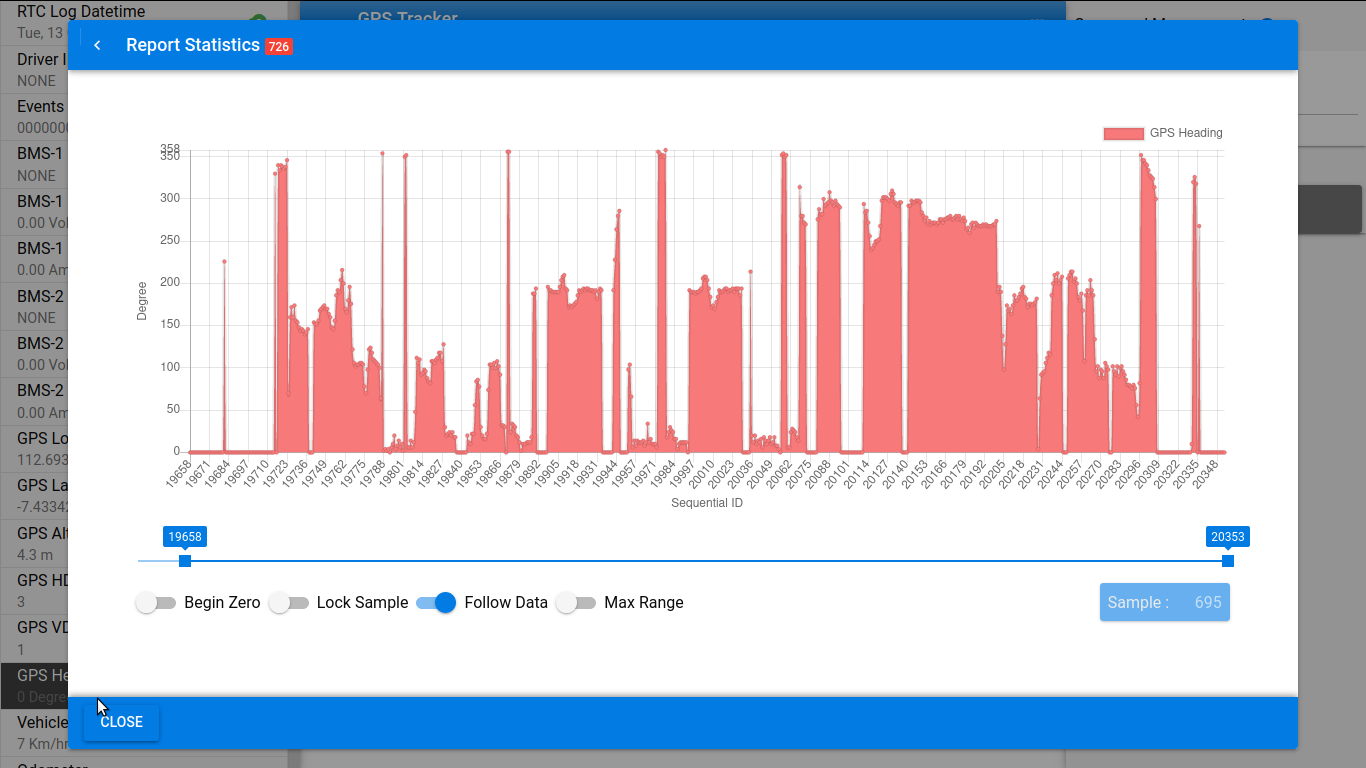 RTC Log Datetime
GPS Tracker
Tue, 13
Report Statistics 726
Driver I
NONE
Events
0000000
BMS-1
NONE
BMS-1
0.00 Vol
BMS-1
0.00 Am
BMS-2
NONE
BMS-2
0.00 Vol
BMS-2
0.00 Am
GPS Lo
112.693
GPS La
-7.43342
GPS Alt
4.3 m
GPS HD
3
GPS VD
1
GPS He
0 Degre
Vehicle
7 Km/hr
GPS Heading
358
350
300
250
200
150
100
50
0
Degree
19658 19671 19684 19697 19710 19723 19736 19749 19762 19775 19788 19801 19814 19827 19840 19853 19866 19879 19892 19905 19918 19931 19944 19957 19971 19984 19997 20010 20023 20036 20049 20062 20075 20088 20101 20114 20127 20140 20153 20166 20179 20192 20205 20218 20231 20244 20257 20270 20283 20296 20309 20322 20335 20348
Sequential ID
19658 20353
Begin Zero Lock Sample Follow Data Max Range Sample : 695
CLOSE